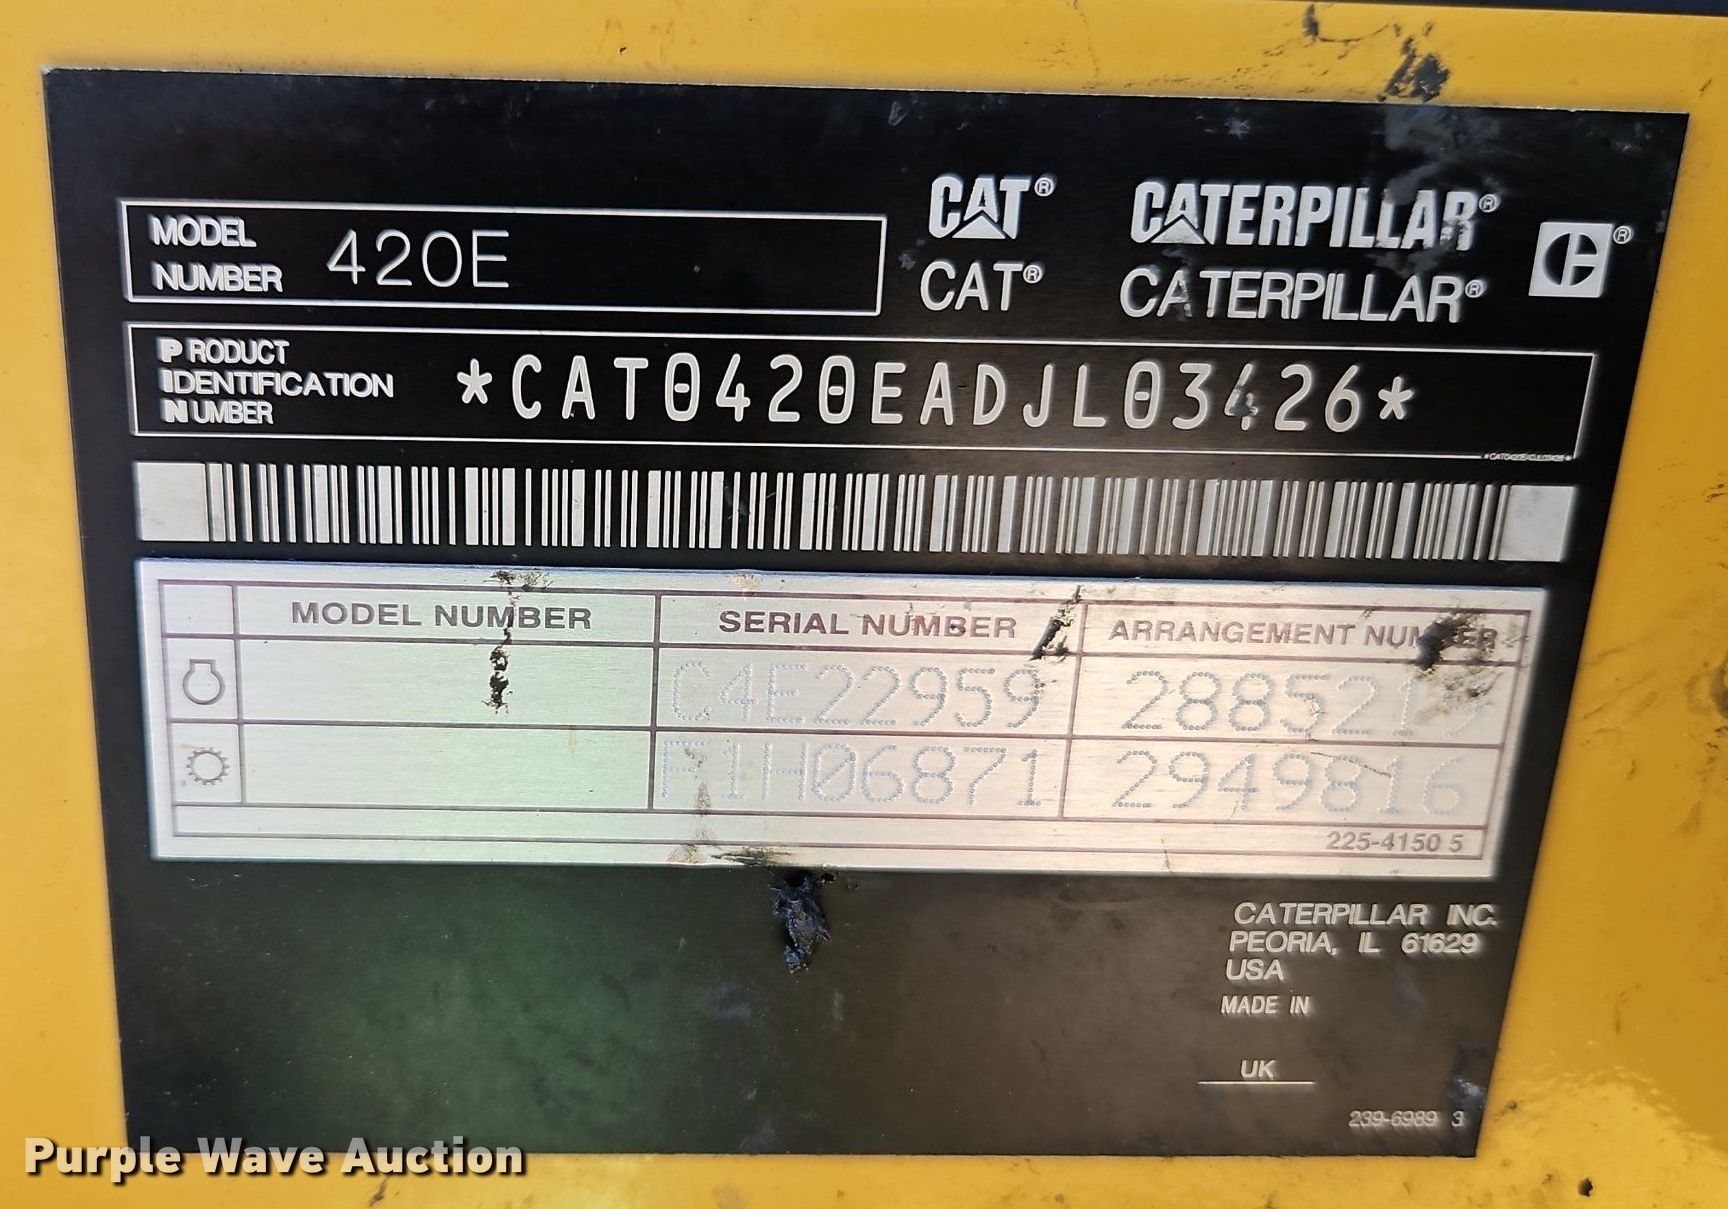 MODEL NUMBER 420E
CAT® CATERPILLAR®
CAT® CATERPILLAR®
PRODUCT IDENTIFICATION NUMBER *CAT0420EADJL03426*
MODEL NUMBER SERIAL NUMBER ARRANGEMENT NUMBER
C4E22959
F1H06871 2949816
225-4150 5
CATERPILLAR INC.
PEORIA, IL 61629
USA
MADE IN
UK
239-6989 3
Purple Wave Auction